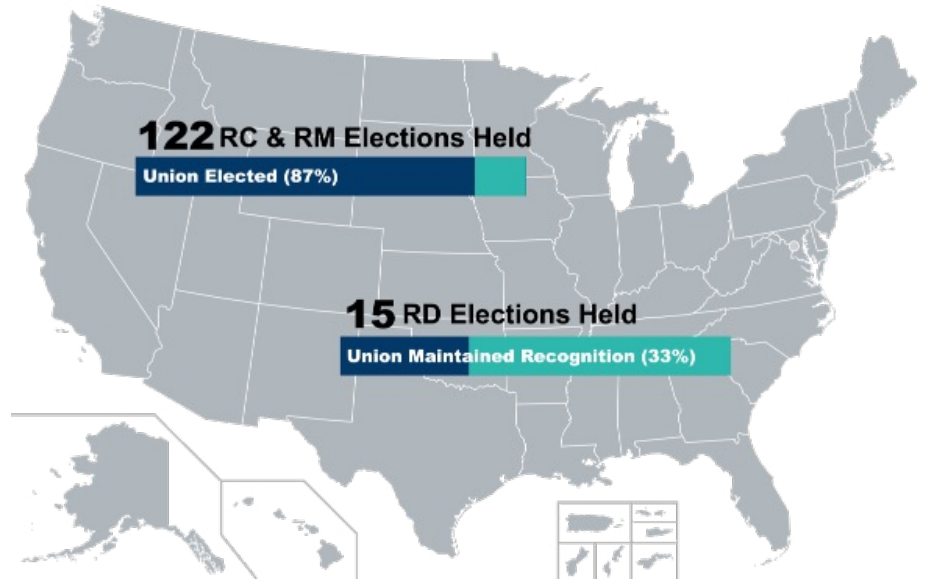 122 RC & RM Elections Held
Union Elected (87%)
15 RD Elections Held
Union Maintained Recognition (33%)